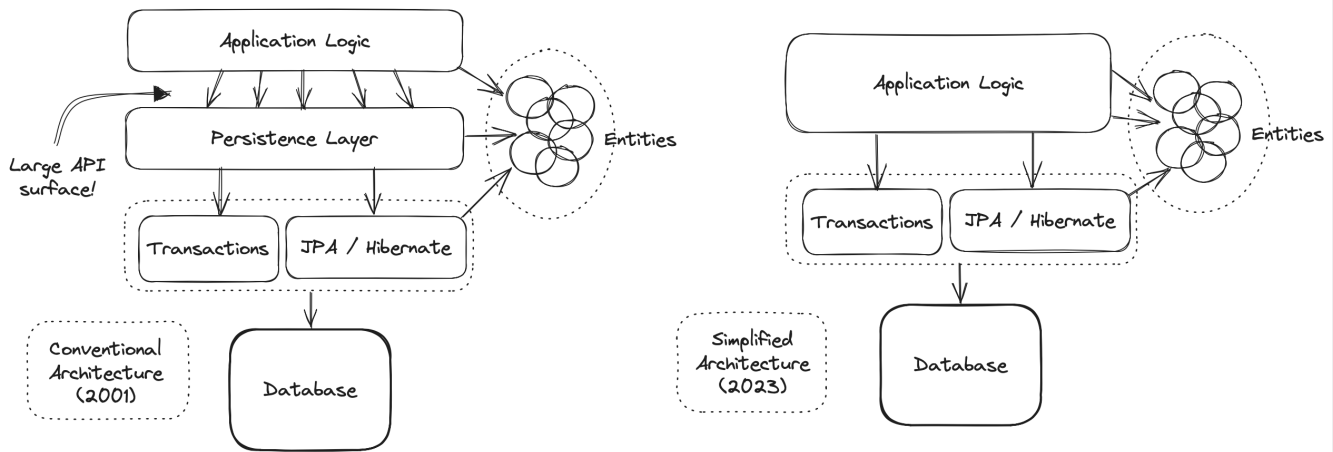 Application Logic
Persistence Layer
Large API
surface!
Entities
Transactions
JPA / Hibernate
Conventional
Architecture
(2001)
Database
Application Logic
Entities
Transactions
JPA / Hibernate
Simplified
Architecture
(2023)
Database